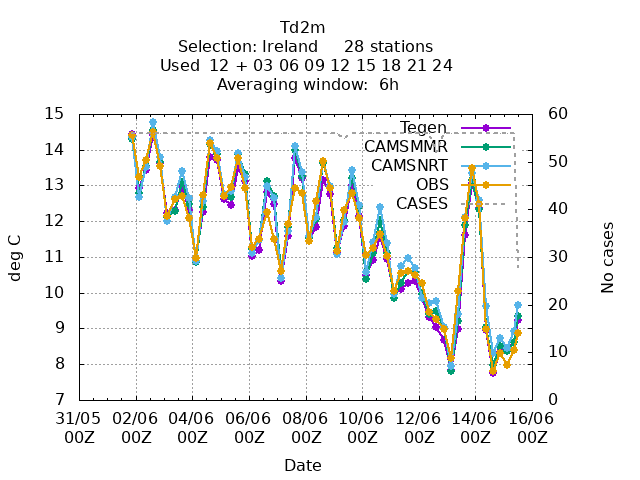 Td2m
Selection: Ireland 28 stations
Used 12 + 03 06 09 12 15 18 21 24
Averaging window: 6h
15
14
13
12
11
10
9
8
7
60
50
40
30
20
10
0
deg C
No cases
Tegen
CAMSMMR
CAMSNRT
OBS
CASES
31/05 02/06 04/06 06/06 08/06 10/06 12/06 14/06 16/06
00Z 00Z 00Z 00Z 00Z 00Z 00Z 00Z 00Z
Date